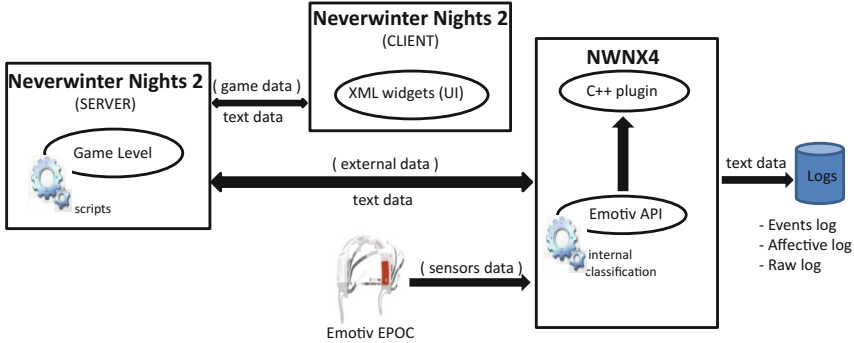 Neverwinter Nights 2
(SERVER)
Game Level
scripts
( game data )
text data
Neverwinter Nights 2
(CLIENT)
XML widgets (UI)
( external data )
text data
Emotiv EPOC
( sensors data )
NWNX4
C++ plugin
Emotiv API
internal
classification
text data
Logs
- Events log
- Affective log
- Raw log